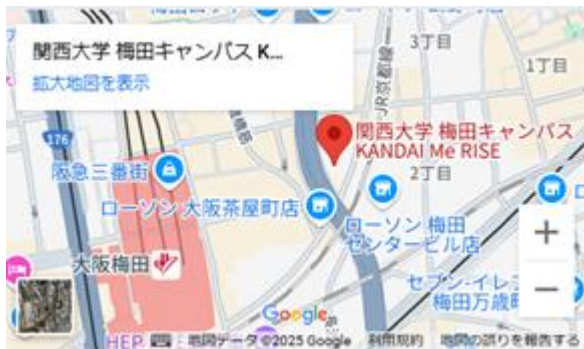 関西大学 梅田キャンパス K...
拡大地図を表示
3丁目
1丁目
JR京都線
176
関西大学 梅田キャンパス
KANDAI Me RISE
阪急三番街
2丁目
ローソン 大阪茶屋町店
ローソン 梅田
センタービル店
大阪梅田
セブン-イレブ
梅田万歳町
Google
HEP
地図データ ©2025 Google
利用規約
地図の誤りを報告する